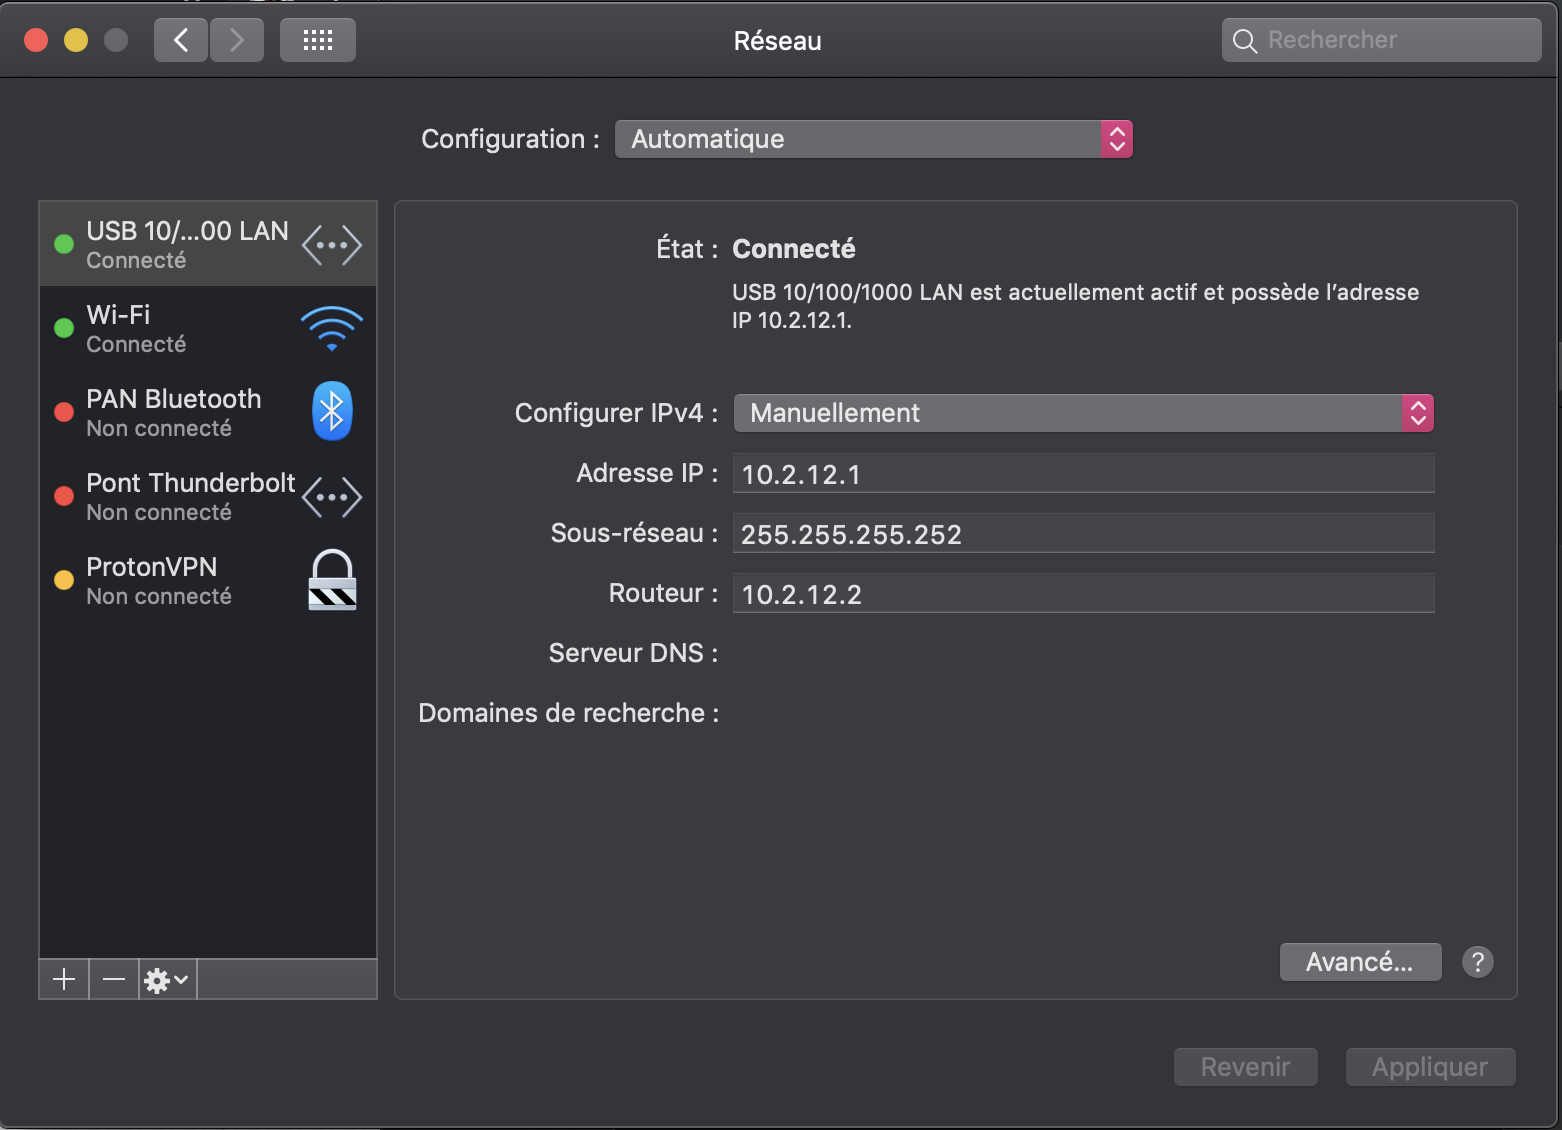 Réseau
Rechercher
Configuration :
Automatique
USB 10/...00 LAN
Connecté
Wi-Fi
Connecté
PAN Bluetooth
Non connecté
Pont Thunderbolt
Non connecté
ProtonVPN
Non connecté
État :
Connecté
USB 10/100/1000 LAN est actuellement actif et possède l’adresse
IP 10.2.12.1.
Configurer IPv4 :
Manuellement
Adresse IP :
10.2.12.1
Sous-réseau :
255.255.255.252
Routeur :
10.2.12.2
Serveur DNS :
Domaines de recherche :
Avancé...
?
Revenir
Appliquer